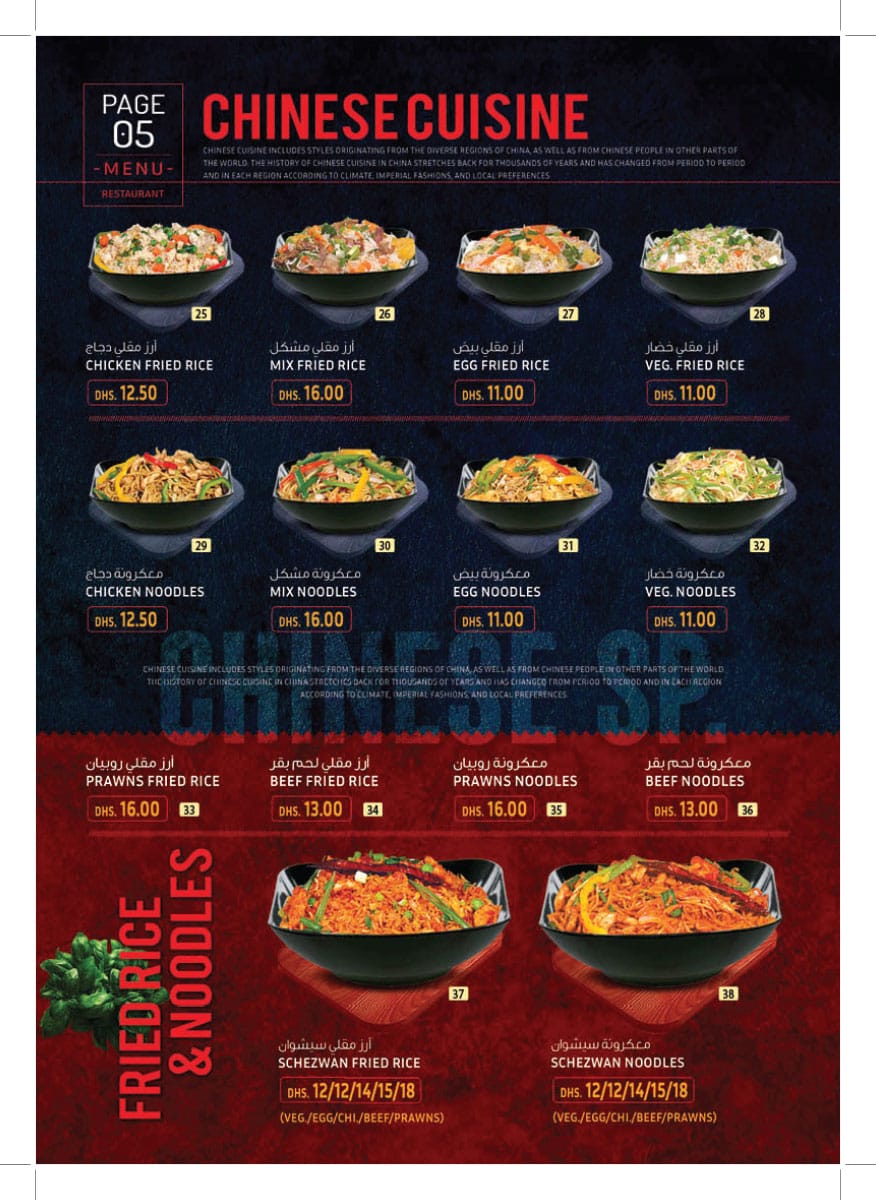 PAGE
05
-MENU-
RESTAURANT
CHINESE CUISINE
CHINESE CUISINE INCLUDES STYLES ORIGINATING FROM THE DIVERSE REGIONS OF CHINA, AS WELL AS FROM CHINESE PEOPLE IN OTHER PARTS OF
THE WORLD. THE HISTORY OF CHINESE CUISINE IN CHINA STRETCHES BACK FOR THOUSANDS OF YEARS AND HAS CHANGED FROM PERIOD TO PERIOD
AND IN EACH REGION ACCORDING TO CLIMATE, IMPERIAL FASHIONS, AND LOCAL PREFERENCES
25
أرز مقلي دجاج
CHICKEN FRIED RICE
DHS. 12.50
26
أرز مقلي مشكل
MIX FRIED RICE
DHS. 16.00
27
أرز مقلي بيض
EGG FRIED RICE
DHS. 11.00
28
أرز مقلي خضار
VEG. FRIED RICE
DHS. 11.00
29
معكرونة دجاج
CHICKEN NOODLES
DHS. 12.50
30
معكرونة مشكل
MIX NOODLES
DHS. 16.00
31
معكرونة بيض
EGG NOODLES
DHS. 11.00
32
معكرونة خضار
VEG. NOODLES
DHS. 11.00
CHINESE SP.
CHINESE CUISINE INCLUDES STYLES ORIGINATING FROM THE DIVERSE REGIONS OF CHINA, AS WELL AS FROM CHINESE PEOPLE IN OTHER PARTS OF THE WORLD.
THE HISTORY OF CHINESE CUISINE IN CHINA STRETCHES BACK FOR THOUSANDS OF YEARS AND HAS CHANGED FROM PERIOD TO PERIOD AND IN EACH REGION
ACCORDING TO CLIMATE, IMPERIAL FASHIONS, AND LOCAL PREFERENCES.
أرز مقلي روبيان
PRAWNS FRIED RICE
DHS. 16.00 33
أرز مقلي لحم بقر
BEEF FRIED RICE
DHS. 13.00 34
معكرونة روبيان
PRAWNS NOODLES
DHS. 16.00 35
معكرونة لحم بقر
BEEF NOODLES
DHS. 13.00 36
FRIED RICE
& NOODLES
37
أرز مقلي سيشوان
SCHEZWAN FRIED RICE
DHS. 12/12/14/15/18
(VEG./EGG/CHI./BEEF/PRAWNS)
38
معكرونة سيشوان
SCHEZWAN NOODLES
DHS. 12/12/14/15/18
(VEG./EGG/CHI./BEEF/PRAWNS)